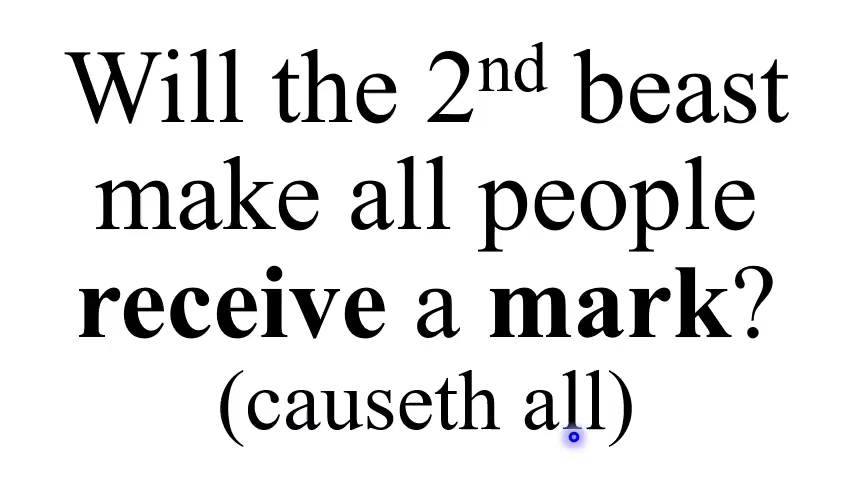 Will the 2nd beast
make all people
receive a mark?
(causeth all)